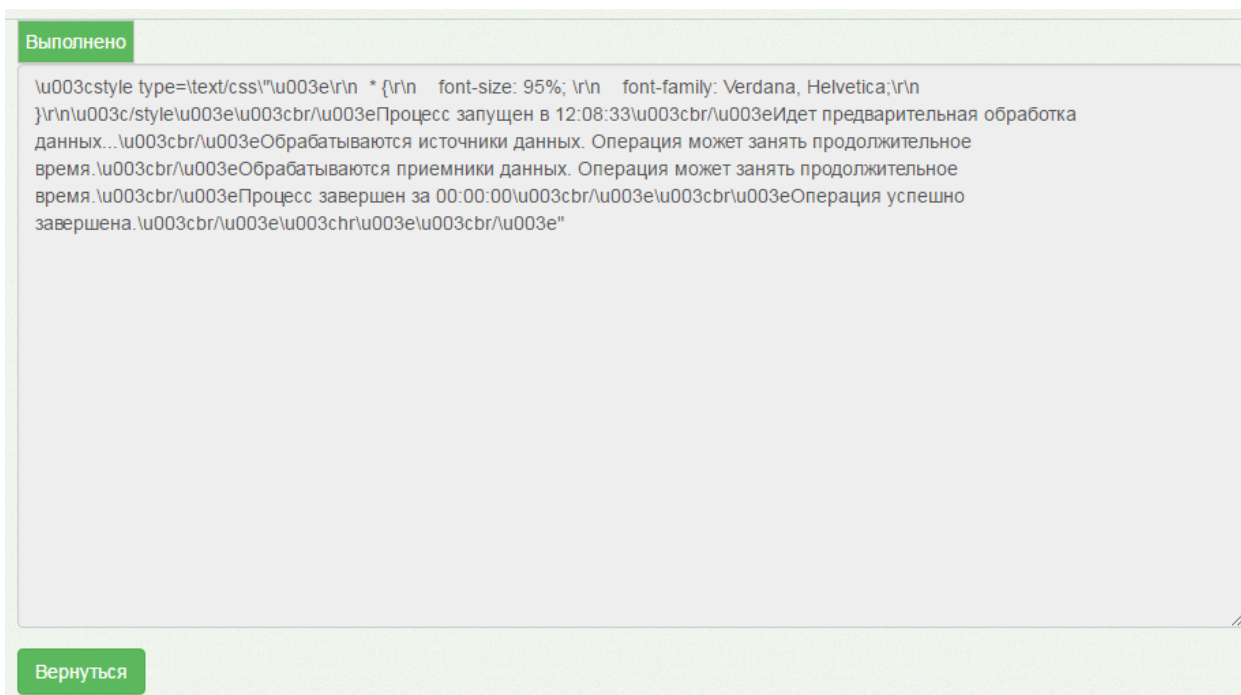 Выполнено
\u003cstyle type=\text/css\"\u003e\r\n * {\r\n font-size: 95%; \r\n font-family: Verdana, Helvetica;\r\n
}\r\n\u003c/style\u003e\u003cbr/\u003eПроцесс запущен в 12:08:33\u003cbr/\u003eИдет предварительная обработка
данных...\u003cbr/\u003eОбрабатываются источники данных. Операция может занять продолжительное
время.\u003cbr/\u003eОбрабатываются приемники данных. Операция может занять продолжительное
время.\u003cbr/\u003eПроцесс завершен за 00:00:00\u003cbr/\u003e\u003cbr\u003eОперация успешно
завершена.\u003cbr/\u003e\u003chr\u003e\u003cbr/\u003e"
Вернуться